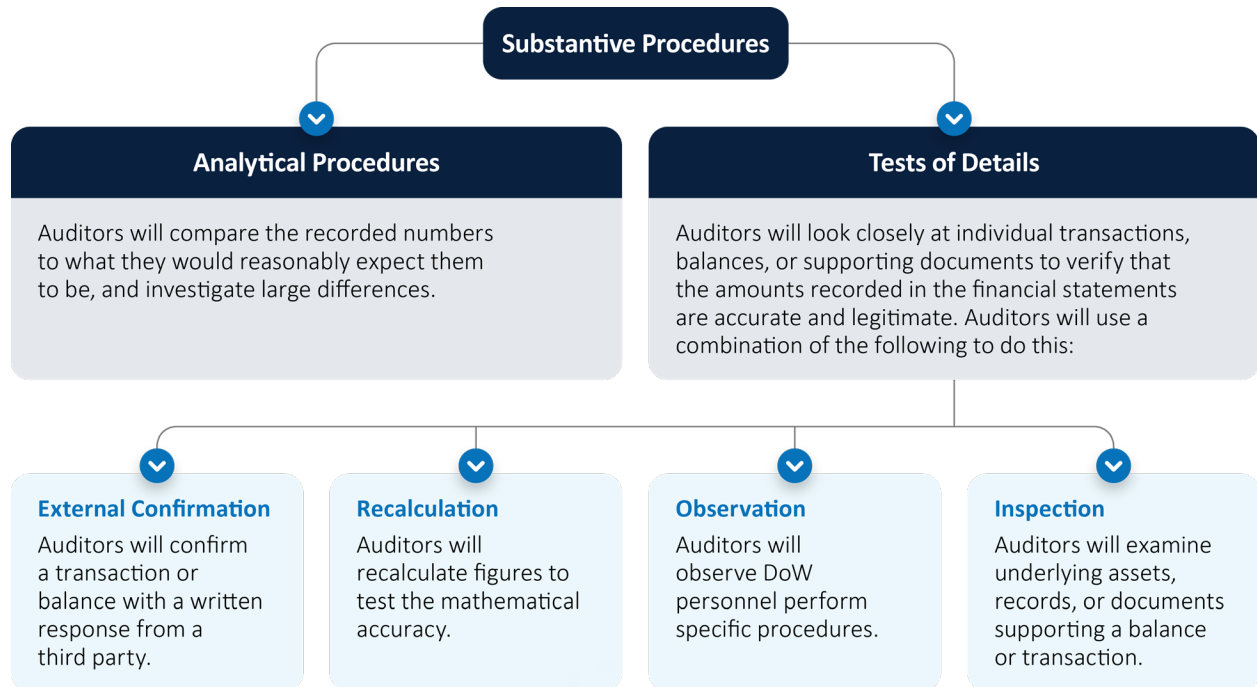 Substantive Procedures
Analytical Procedures
Auditors will compare the recorded numbers
to what they would reasonably expect them
to be, and investigate large differences.
Tests of Details
Auditors will look closely at individual transactions,
balances, or supporting documents to verify that
the amounts recorded in the financial statements
are accurate and legitimate. Auditors will use a
combination of the following to do this:
External Confirmation
Auditors will confirm
a transaction or
balance with a written
response from a
third party.
Recalculation
Auditors will
recalculate figures to
test the mathematical
accuracy.
Observation
Auditors will
observe DoW
personnel perform
specific procedures.
Inspection
Auditors will examine
underlying assets,
records, or documents
supporting a balance
or transaction.